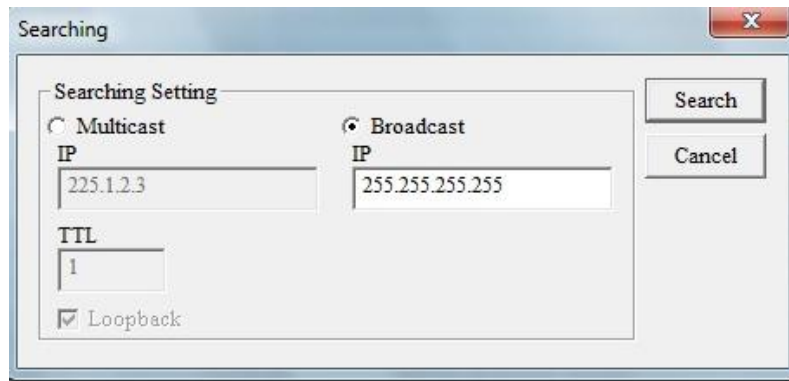 Searching
Searching Setting
Multicast
Broadcast
IP
IP
225.1.2.3
255.255.255.255
TTL
1
Loopback
Search
Cancel